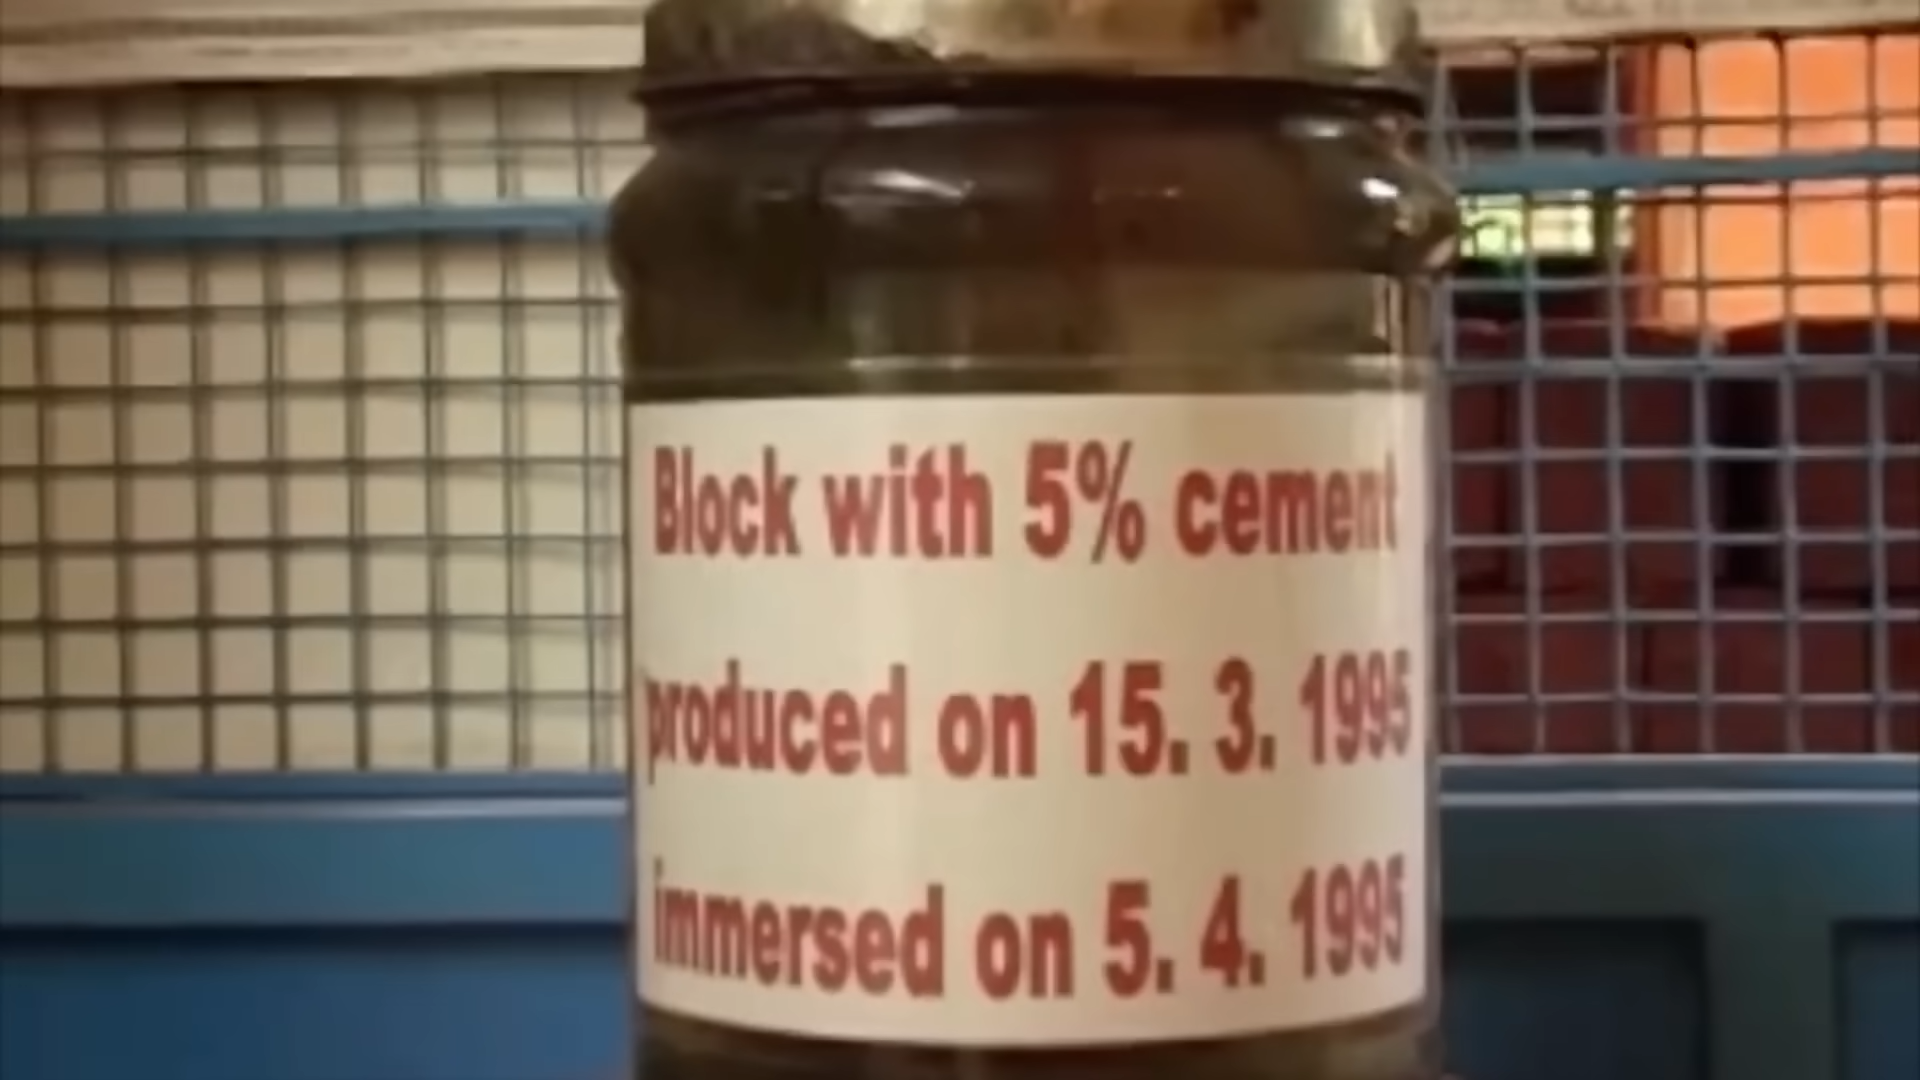 Block with 5% cement
produced on 15. 3. 1995
immersed on 5. 4. 1995